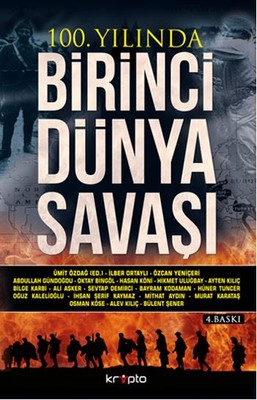 100. YILINDA
BİRİNCİ
DÜNYA
SAVAŞI
ÜMİT ÖZDAĞ (ED.) - İLBER ORTAYLI - ÖZCAN YENİÇERİ
ABDULLAH GÜNDOĞDU - OKTAY BİNGÖL - HASAN KÖNİ - HİKMET ULUĞBAY - AYTEN KILIÇ
BİLGE KARBİ - ALİ ASKER - SEVTAP DEMİRCİ - BAYRAM KODAMAN - HÜNER TUNCER
OĞUZ KALELİOĞLU - İHSAN ŞERİF KAYMAZ - MİTHAT AYDIN - MURAT KARATAŞ
OSMAN KÖSE - ALEV KILIÇ - BÜLENT ŞENER
4.BASKI
kripto